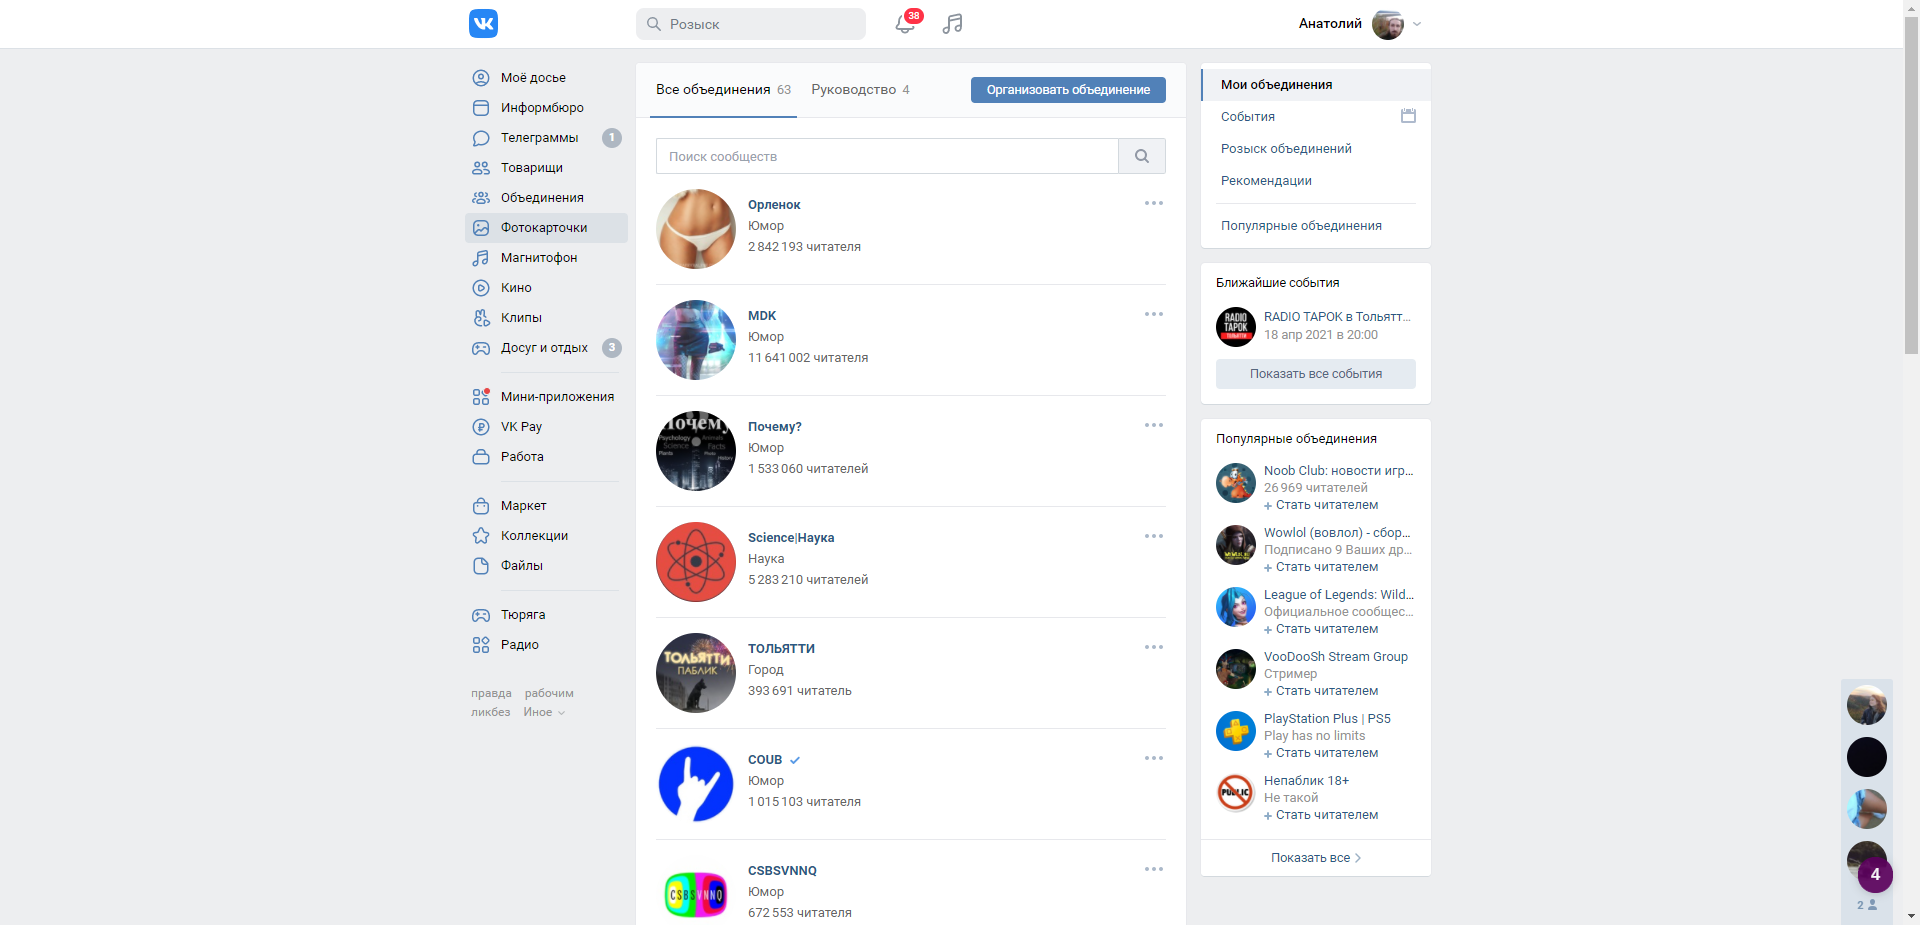 Розыск
38
Анатолий
Моё досье
Информбюро
Телеграммы 1
Товарищи
Объединения
Фотокарточки
Магнитофон
Кино
Клипы
Досуг и отдых 3
Мини-приложения
VK Pay
Работа
Маркет
Коллекции
Файлы
Тюряга
Радио
правда рабочим
ликбез Иное
Все объединения 63 Руководство 4 Организовать объединение
Поиск сообществ
Орленок
Юмор
2 842 193 читателя
MDK
Юмор
11 641 002 читателя
Почему?
Юмор
1 533 060 читателей
Science|Наука
Наука
5 283 210 читателей
ТОЛЬЯТТИ
ПАБЛИК
ТОЛЬЯТТИ
Город
393 691 читатель
COUB
Юмор
1 015 103 читателя
CSBSVNNQ
CSBSVNNQ
Юмор
672 553 читателя
Мои объединения
События
Розыск объединений
Рекомендации
Популярные объединения
Ближайшие события
RADIO
TAPOK
ТОЛЬЯТТИ
RADIO TAPOK в Тольятт...
18 апр 2021 в 20:00
Показать все события
Популярные объединения
Noob Club: новости игр...
26 969 читателей
+ Стать читателем
Wowlol (вовлол) - сбор...
Подписано 9 Ваших др...
+ Стать читателем
League of Legends: Wild...
Официальное сообщес...
+ Стать читателем
VooDooSh Stream Group
Стример
+ Стать читателем
PlayStation Plus | PS5
Play has no limits
+ Стать читателем
PUBLIC
Непаблик 18+
Не такой
+ Стать читателем
Показать все
4
2